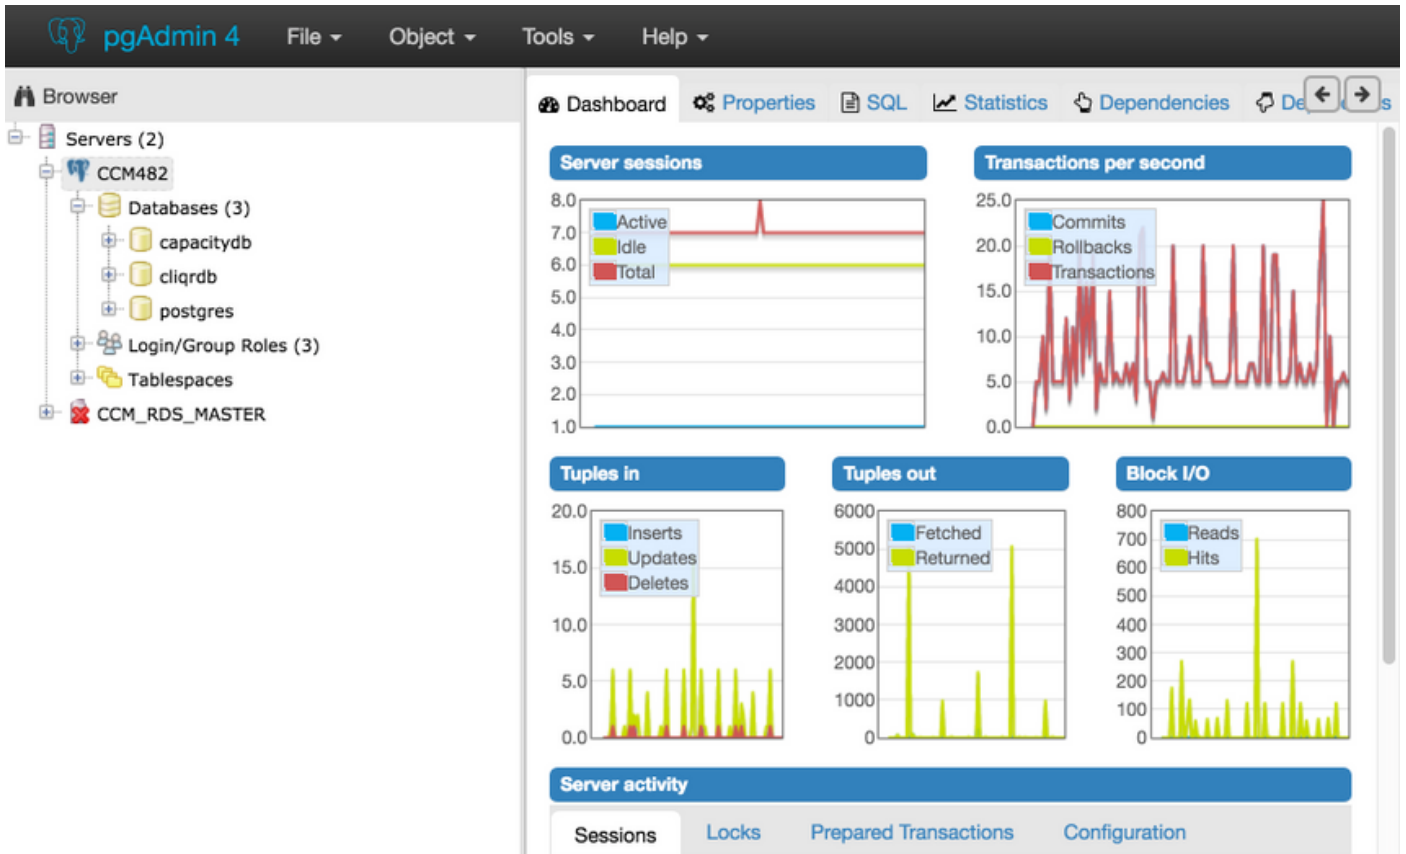 pgAdmin 4 File Object Tools Help
Browser
Servers (2)
CCM482
Databases (3)
capacitydb
cliqrdb
postgres
Login/Group Roles (3)
Tablespaces
CCM_RDS_MASTER
Dashboard Properties SQL Statistics Dependencies
Server sessions
8.0
7.0
6.0
5.0
4.0
3.0
2.0
1.0
Active
Idle
Total
Transactions per second
25.0
20.0
15.0
10.0
5.0
0.0
Commits
Rollbacks
Transactions
Tuples in
20.0
15.0
10.0
5.0
0.0
Inserts
Updates
Deletes
Tuples out
6000
5000
4000
3000
2000
1000
0
Fetched
Returned
Block I/O
800
700
600
500
400
300
200
100
0
Reads
Hits
Server activity
Sessions Locks Prepared Transactions Configuration